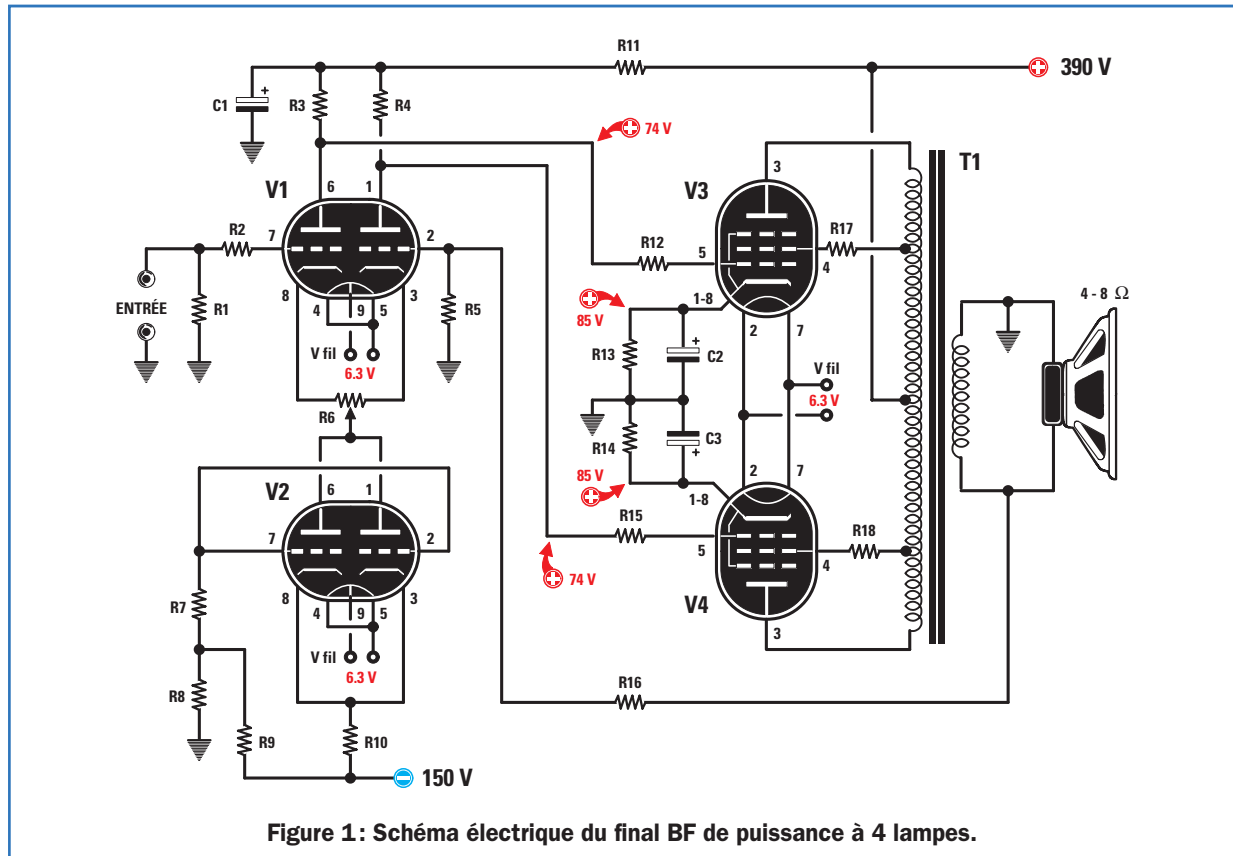 R11
390 V
C1
+
R3
R4
74 V
T1
V1
6
1
V3
3
R2
7
2
R12
5
R17
4
ENTRÉE
R1
8
4
9
5
3
R5
85 V
1-8
2
7
4 - 8 Ω
V fil
6.3 V
R13
+
C2
V fil
6.3 V
R6
R14
C3
+
V2
6
1
85 V
2
7
1-8
7
2
R15
5
R18
4
R7
8
4
9
5
3
74 V
V4
3
V fil
6.3 V
R8
R9
R10
R16
150 V
Figure 1: Schéma électrique du final BF de puissance à 4 lampes.